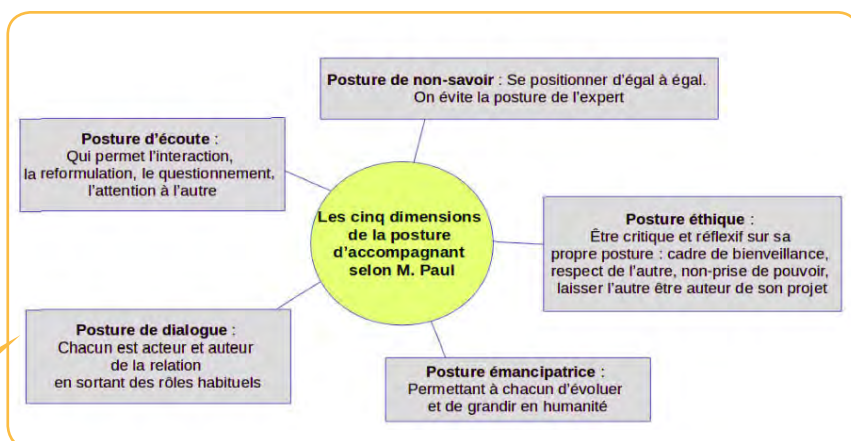 Posture de non-savoir : Se positionner d'égal à égal.
On évite la posture de l'expert
Posture d'écoute :
Qui permet l'interaction,
la reformulation, le questionnement,
l'attention à l'autre
Les cinq dimensions
de la posture
d'accompagnant
selon M. Paul
Posture éthique :
Être critique et réflexif sur sa
propre posture : cadre de bienveillance,
respect de l'autre, non-prise de pouvoir,
laisser l'autre être auteur de son projet
Posture de dialogue :
Chacun est acteur et auteur
de la relation
en sortant des rôles habituels
Posture émancipatrice :
Permettant à chacun d'évoluer
et de grandir en humanité